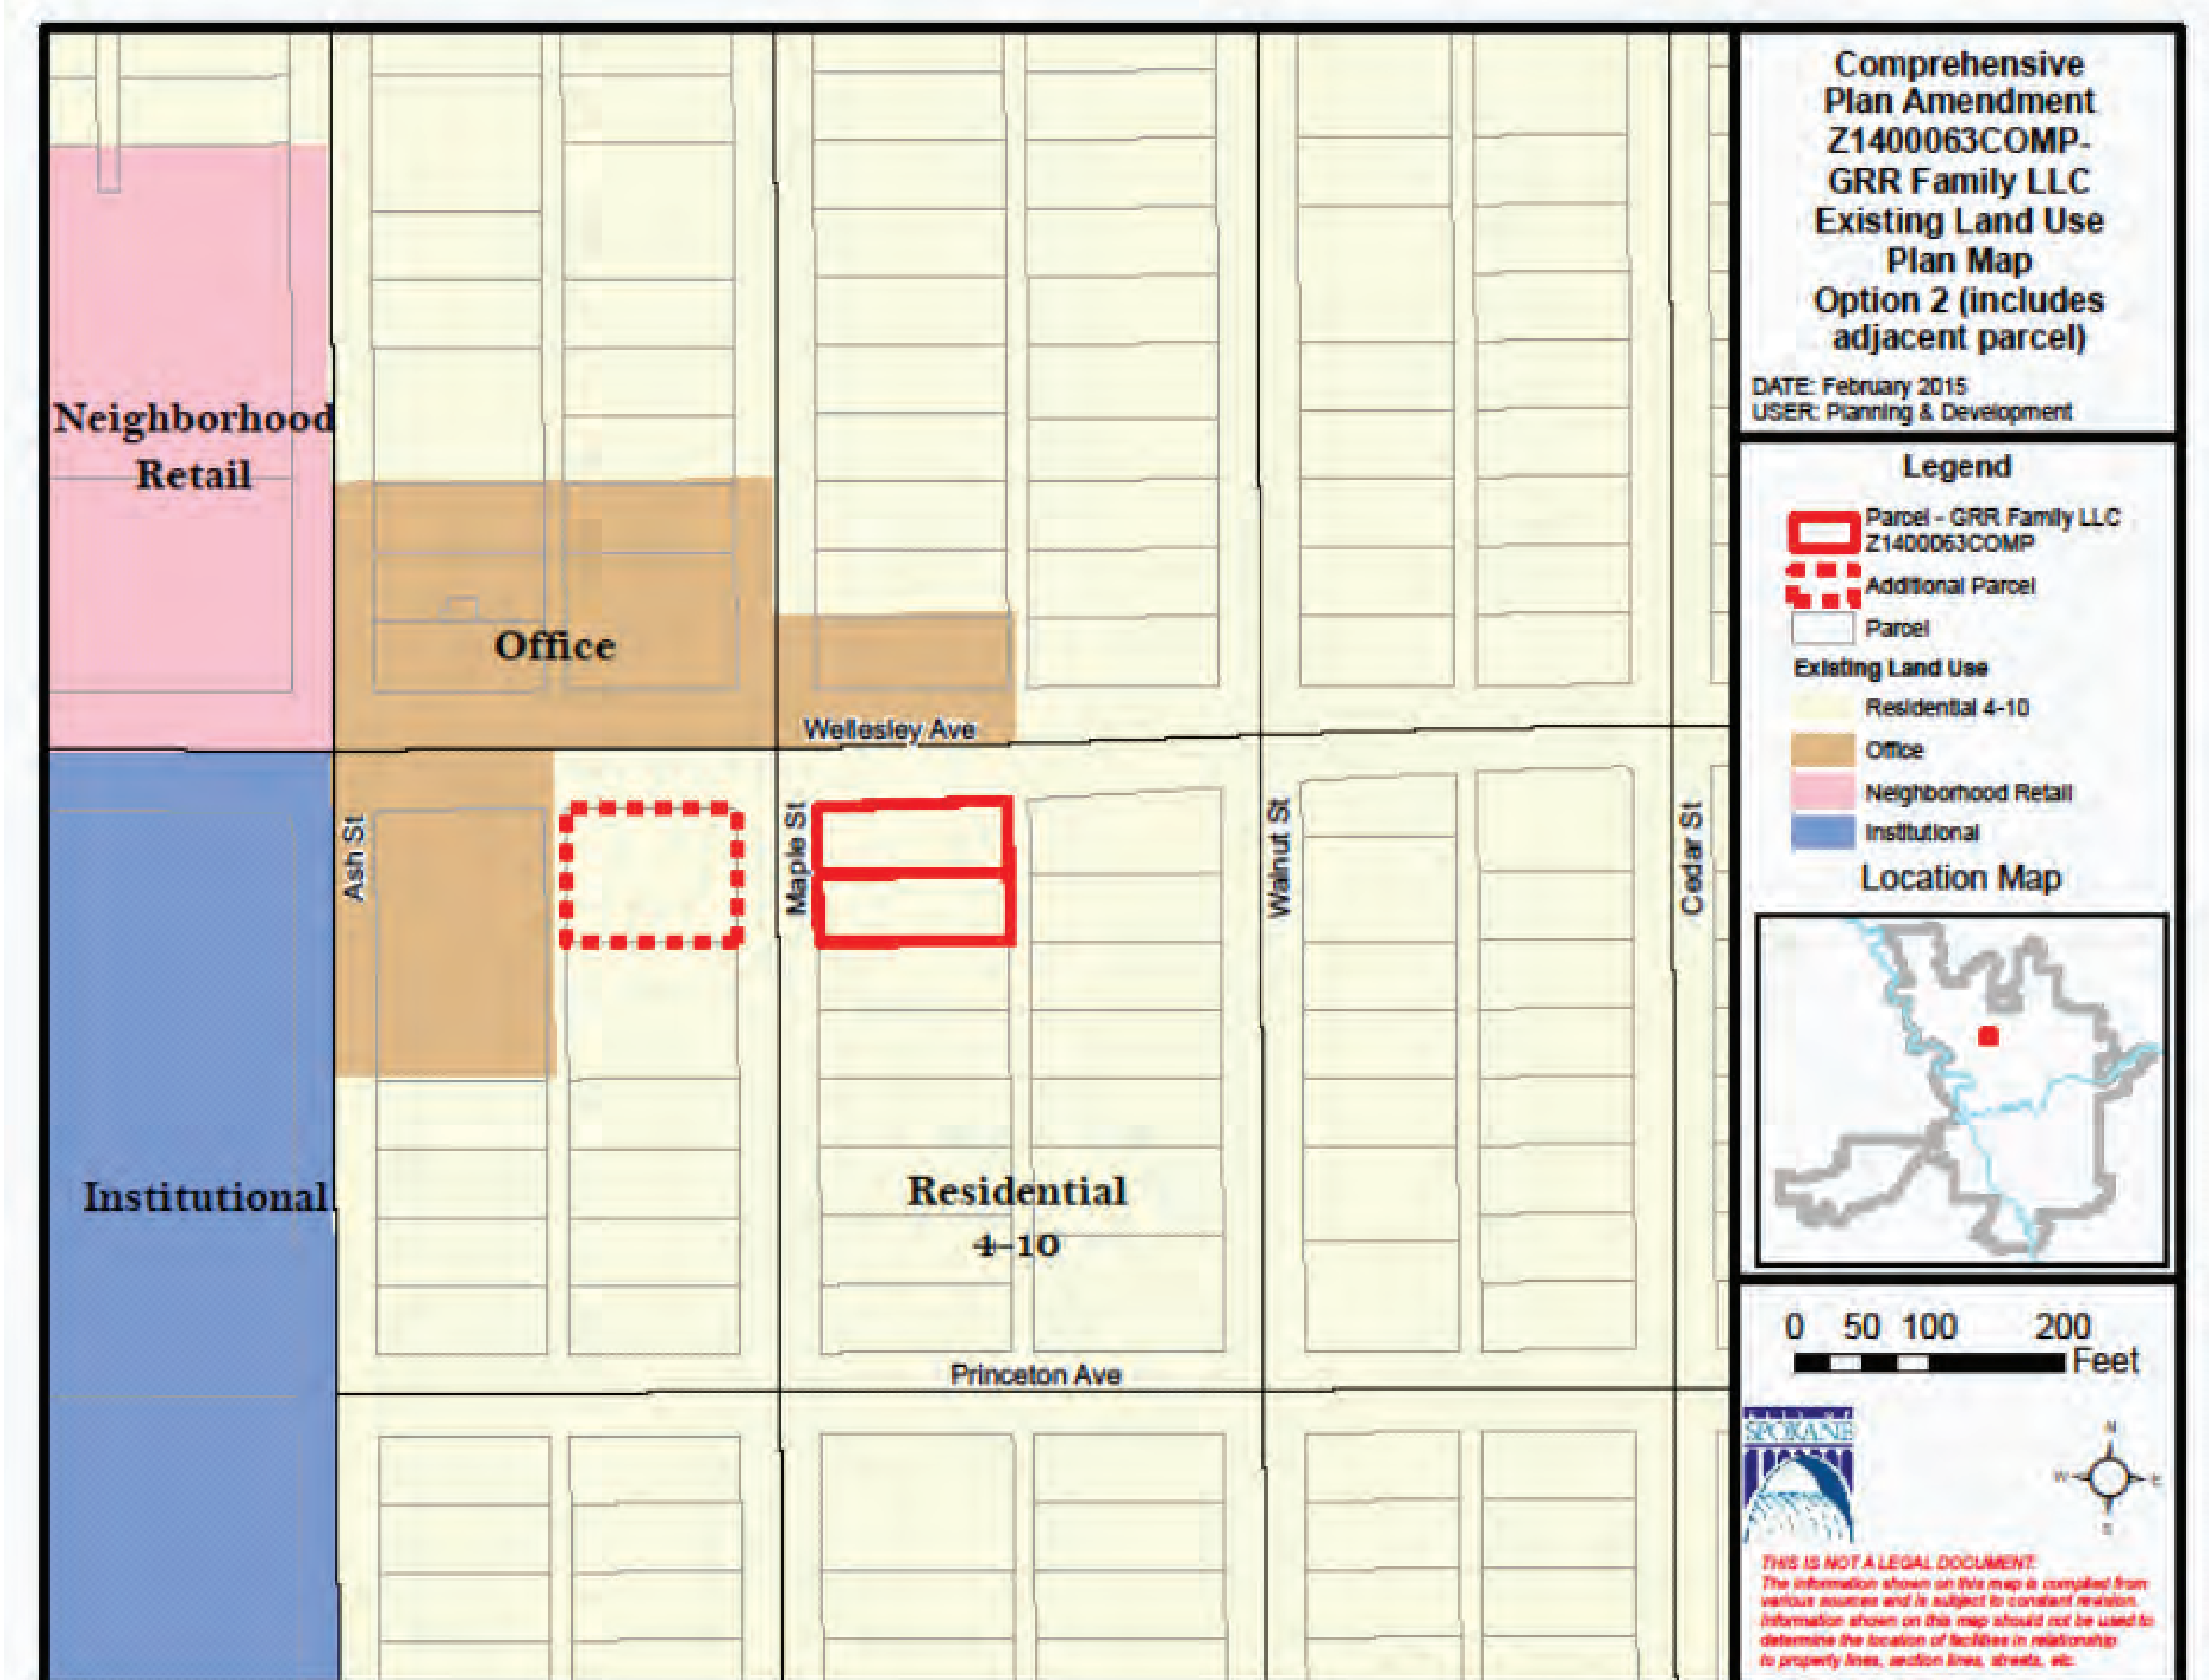 Comprehensive
Plan Amendment
Z1400063COMP-
GRR Family LLC
Existing Land Use
Plan Map
Option 2 (includes
adjacent parcel)
DATE: February 2015
USER: Planning & Development
Legend
Parcel - GRR Family LLC
Z1400063COMP
Additional Parcel
Parcel
Existing Land Use
Residential 4-10
Office
Neighborhood Retail
Institutional
Location Map
0 50 100 200
Feet
SPOKANE
N
W E
S
THIS IS NOT A LEGAL DOCUMENT:
The information shown on this map is compiled from
various sources and is subject to constant revision.
Information shown on this map should not be used to
determine the location of facilities in relationship
to property lines, section lines, streets, etc.
Neighborhood
Retail
Office
Wellesley Ave
Ash St
Maple St
Walnut St
Cedar St
Institutional
Residential
4-10
Princeton Ave